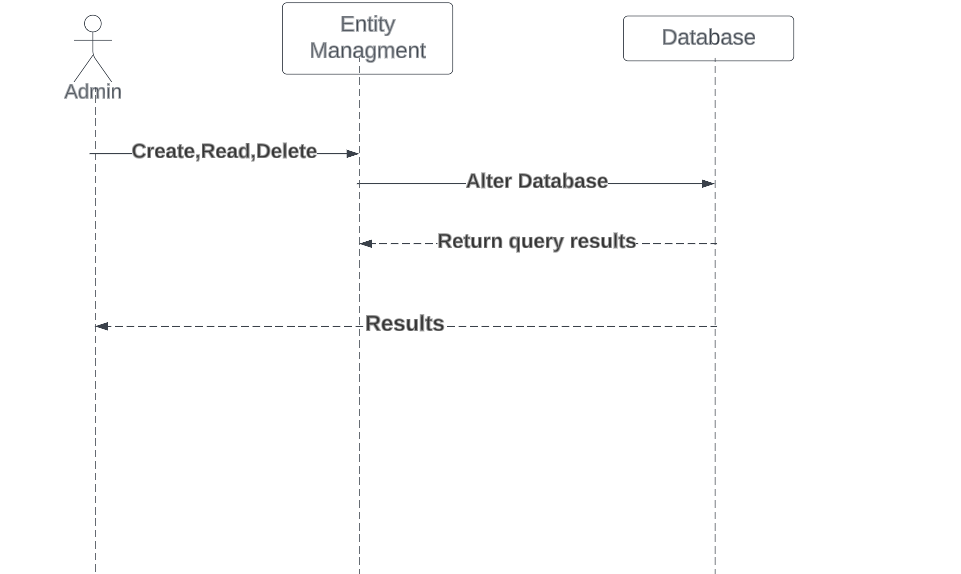 Entity
Managment
Database
Admin
Create,Read,Delete
Alter Database
Return query results
Results